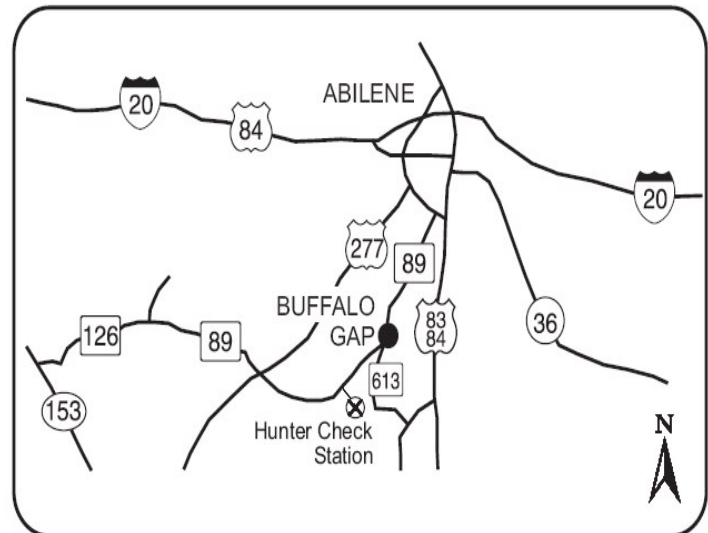 ABILENE
20
84
20
277
89
BUFFALO
GAP
83
84
36
126
89
613
153
Hunter Check
Station
N